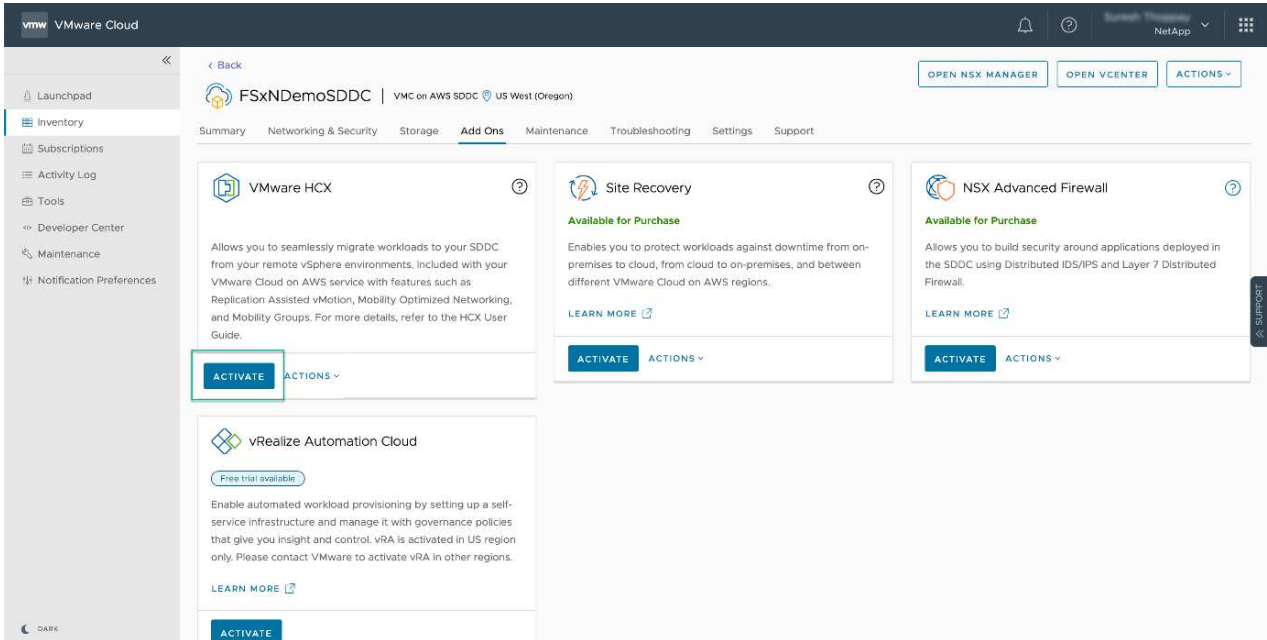 vmw VMware Cloud
NetApp
< Back
OPEN NSX MANAGER OPEN VCENTER ACTIONS
FSxNDemoSDDC | VMC on AWS SDDC US West (Oregon)
Launchpad
Inventory
Subscriptions
Activity Log
Tools
Developer Center
Maintenance
Notification Preferences
DARK
Summary Networking & Security Storage Add Ons Maintenance Troubleshooting Settings Support
VMware HCX
Allows you to seamlessly migrate workloads to your SDDC
from your remote vSphere environments. Included with your
VMware Cloud on AWS service with features such as
Replication Assisted vMotion, Mobility Optimized Networking,
and Mobility Groups. For more details, refer to the HCX User
Guide.
ACTIVATE ACTIONS
Site Recovery
Available for Purchase
Enables you to protect workloads against downtime from on-
premises to cloud, from cloud to on-premises, and between
different VMware Cloud on AWS regions.
LEARN MORE
ACTIVATE ACTIONS
NSX Advanced Firewall
Available for Purchase
Allows you to build security around applications deployed in
the SDDC using Distributed IDS/IPS and Layer 7 Distributed
Firewall.
LEARN MORE
ACTIVATE ACTIONS
SUPPORT
vRealize Automation Cloud
Free trial available
Enable automated workload provisioning by setting up a self-
service infrastructure and manage it with governance policies
that give you insight and control. vRA is activated in US region
only. Please contact VMware to activate vRA in other regions.
LEARN MORE
ACTIVATE